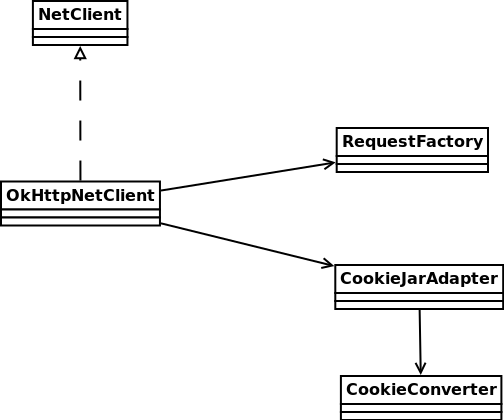 NetClient
RequestFactory
OkHttpNetClient
CookieJarAdapter
CookieConverter